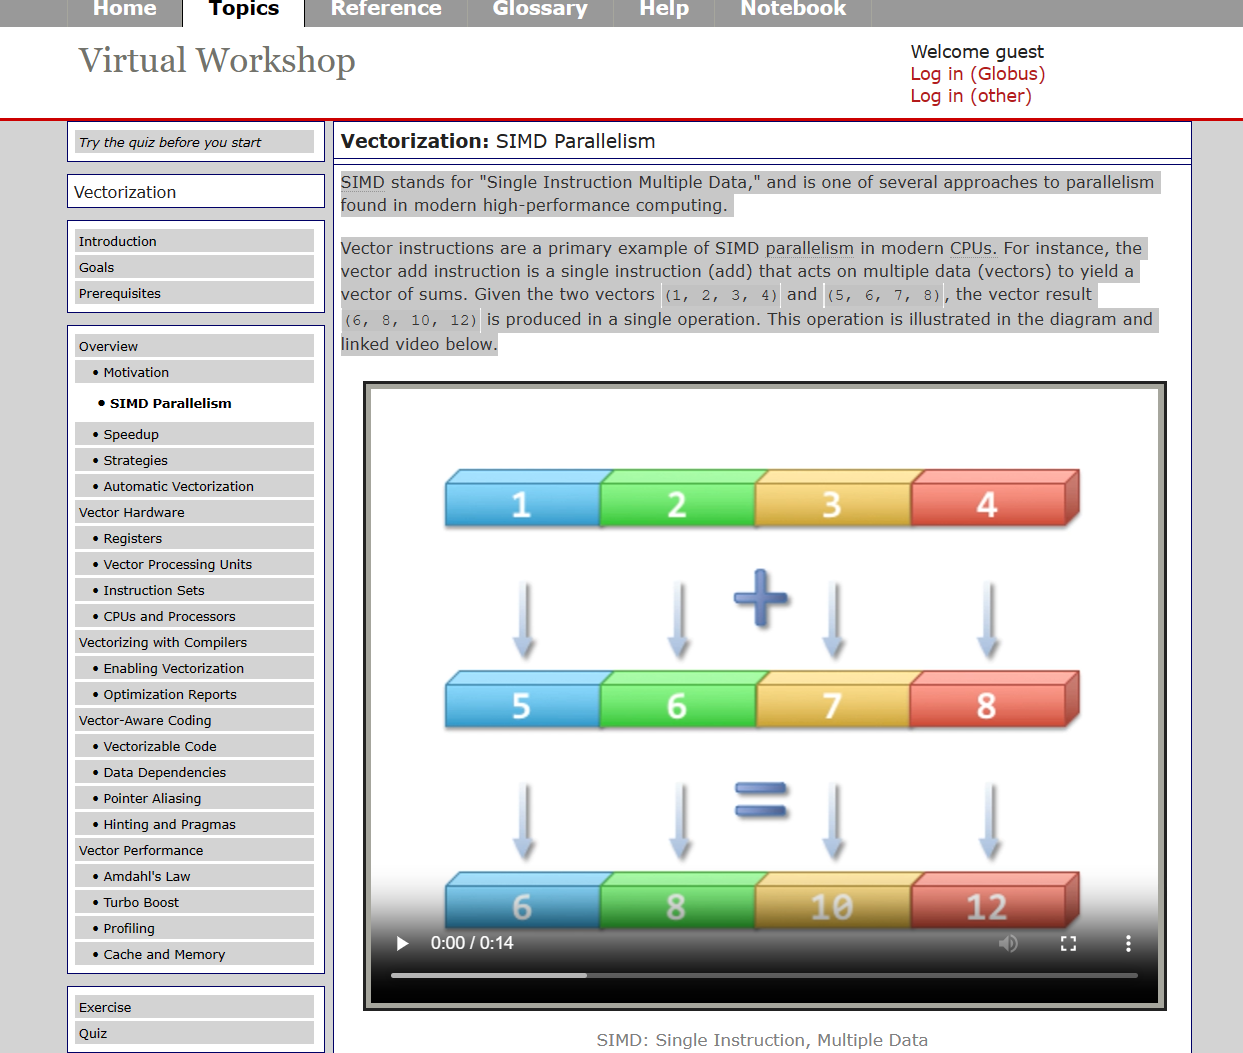 Home Topics Reference Glossary Help Notebook
Virtual Workshop
Welcome guest
Log in (Globus)
Log in (other)
Try the quiz before you start
Vectorization
Introduction
Goals
Prerequisites
Overview
• Motivation
• SIMD Parallelism
• Speedup
• Strategies
• Automatic Vectorization
Vector Hardware
• Registers
• Vector Processing Units
• Instruction Sets
• CPUs and Processors
Vectorizing with Compilers
• Enabling Vectorization
• Optimization Reports
Vector-Aware Coding
• Vectorizable Code
• Data Dependencies
• Pointer Aliasing
• Hinting and Pragmas
Vector Performance
• Amdahl's Law
• Turbo Boost
• Profiling
• Cache and Memory
Exercise
Quiz
Vectorization: SIMD Parallelism
SIMD stands for "Single Instruction Multiple Data," and is one of several approaches to parallelism
found in modern high-performance computing.
Vector instructions are a primary example of SIMD parallelism in modern CPUs. For instance, the
vector add instruction is a single instruction (add) that acts on multiple data (vectors) to yield a
vector of sums. Given the two vectors (1, 2, 3, 4) and (5, 6, 7, 8), the vector result
(6, 8, 10, 12) is produced in a single operation. This operation is illustrated in the diagram and
linked video below.
1 2 3 4
+
5 6 7 8
=
6 8 10 12
0:00 / 0:14
SIMD: Single Instruction, Multiple Data